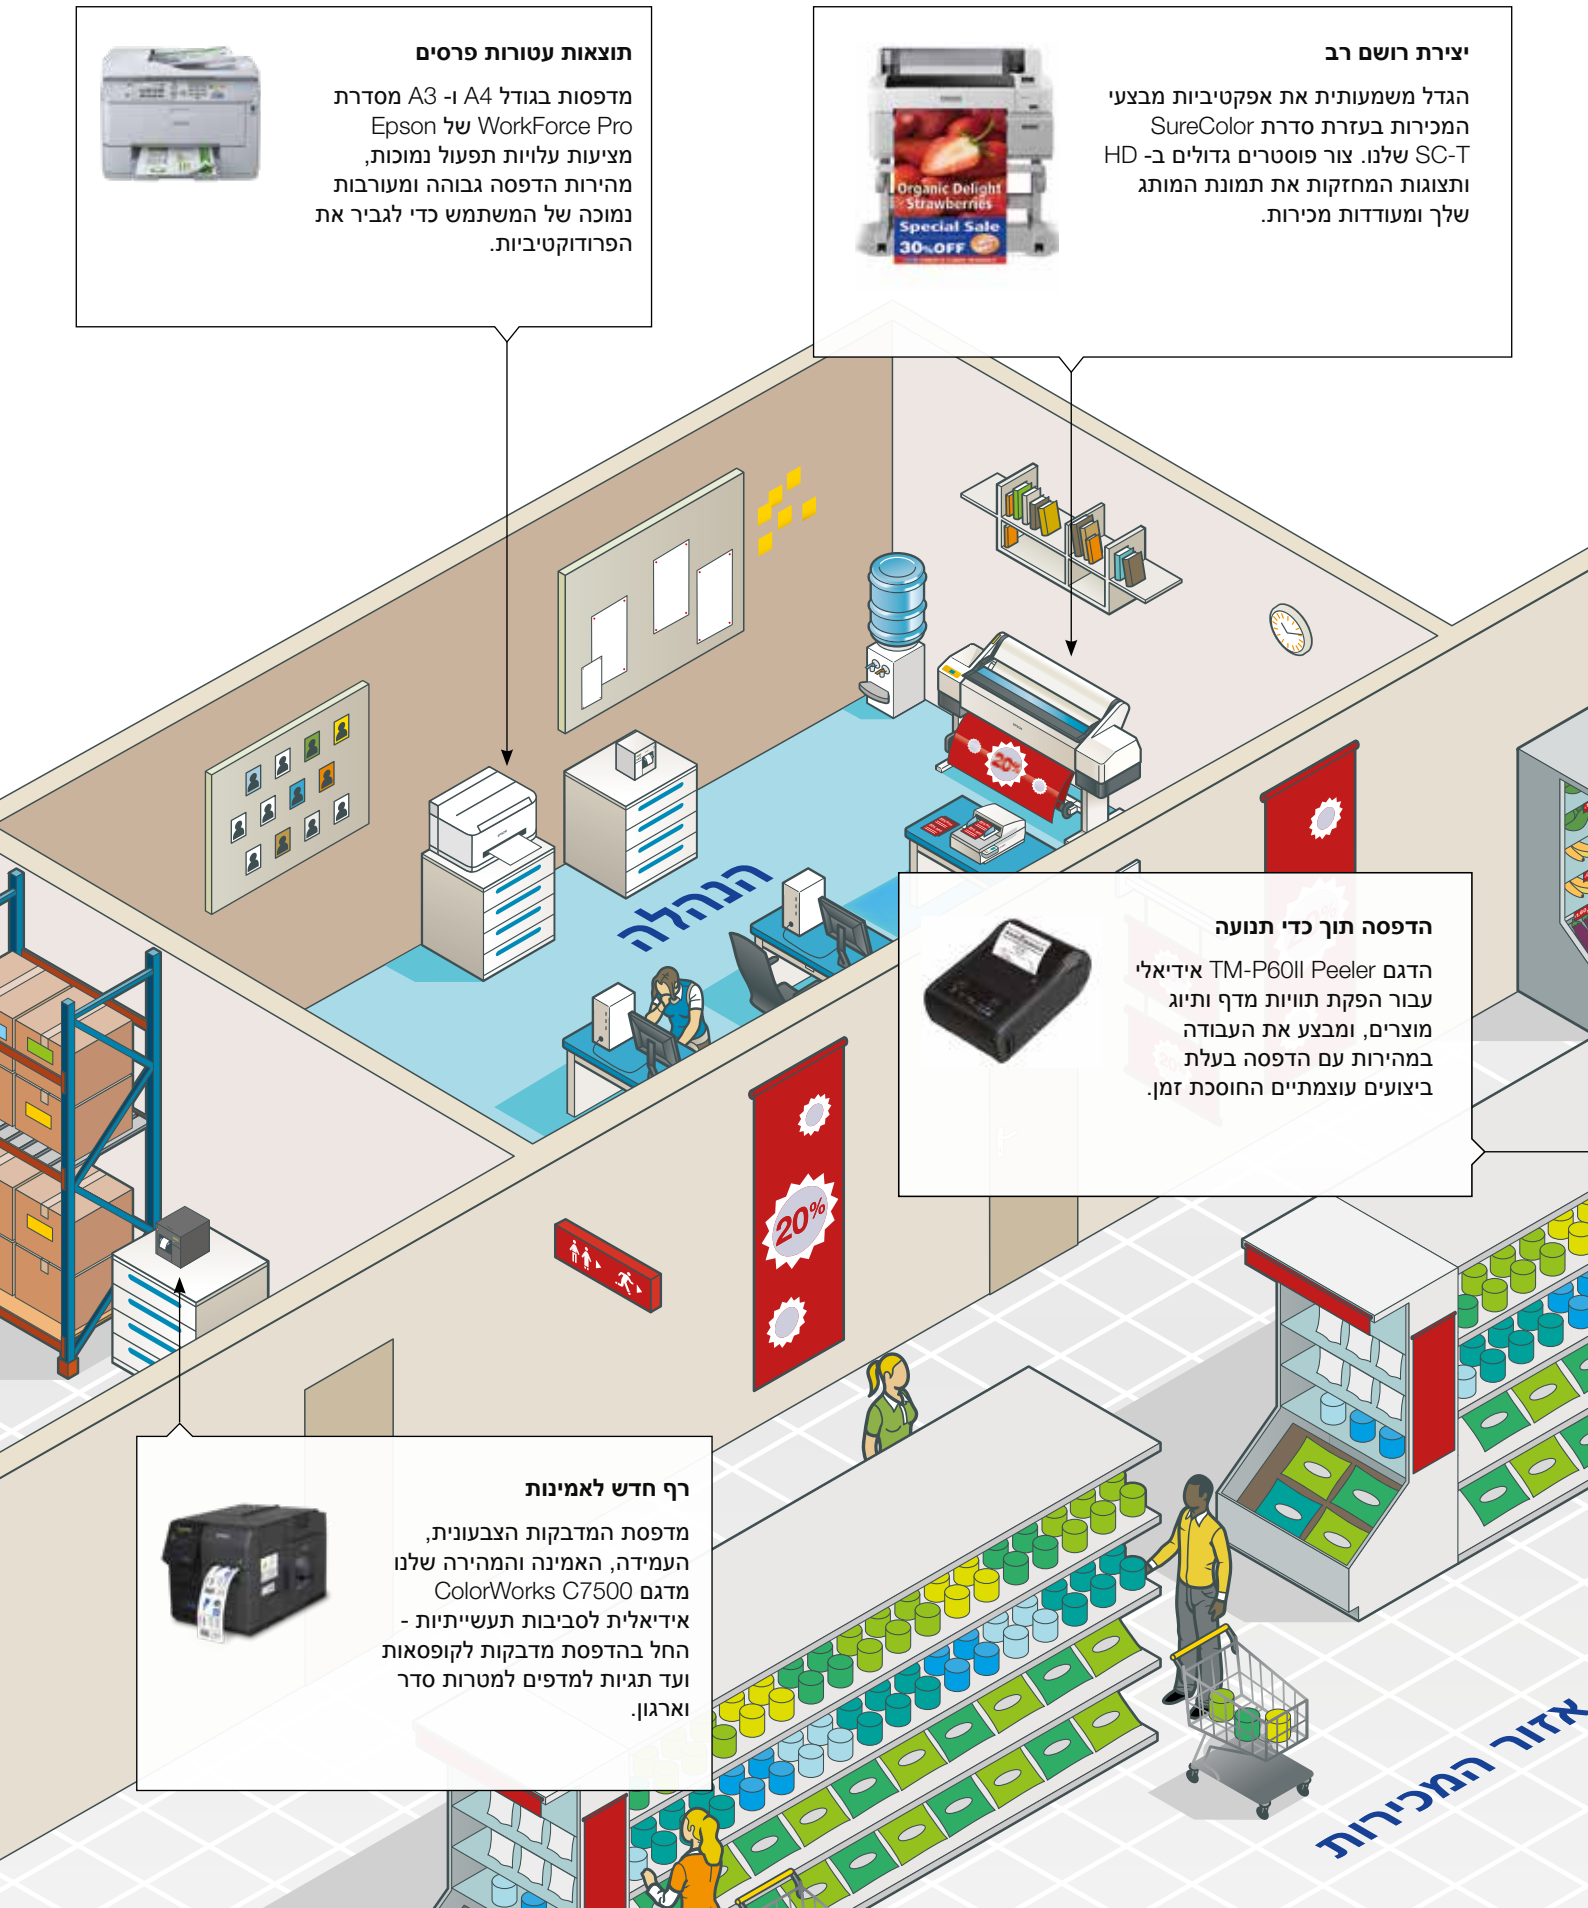 יצירת רושם רב
הגדל משמעותית את אפקטיביות מבצעי
המכירות בעזרת סדרת SureColor
SC-T שלנו. צור פוסטרים גדולים ב- HD
ותצוגות המחזקות את תמונת המותג
שלך ומעודדות מכירות.
Organic Delight
Strawberries
Special Sale
30% OFF
תוצאות עטורות פרסים
מדפסות בגודל A4 ו- A3 מסדרת
WorkForce Pro של Epson
מציעות עלויות תפעול נמוכות,
מהירות הדפסה גבוהה ומעורבות
נמוכה של המשתמש כדי לגביר את
הפרודוקטיביות.
20%
הנהלה
הדפסה תוך כדי תנועה
הדגם TM-P60II Peeler אידיאלי
עבור הפקת תוויות מדף ותיוג
מוצרים, ומבצע את העבודה
במהירות עם הדפסה בעלת
ביצועים עוצמתיים החוסכת זמן.
20%
רף חדש לאמינות
מדפסת המדבקות הצבעונית,
העמידה, האמינה והמהירה שלנו
מדגם ColorWorks C7500
אידיאלית לסביבות תעשייתיות -
החל בהדפסת מדבקות לקופסאות
ועד תגיות למדפים למטרות סדר
וארגון.
אזור המכירות